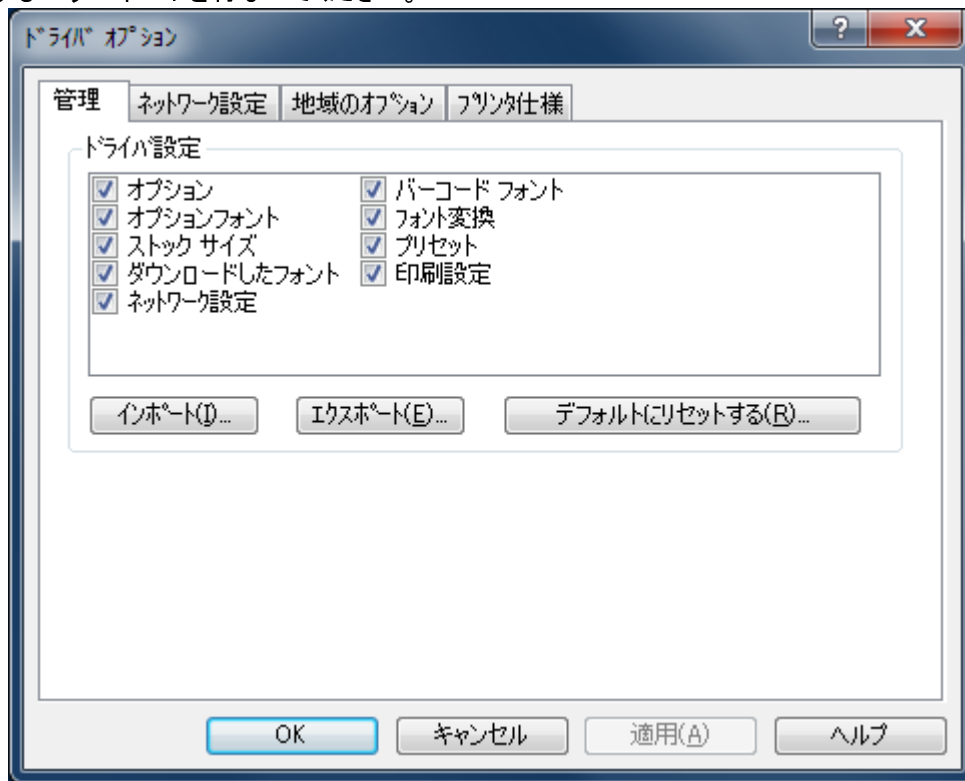 ドライバ オプション
管理 ネットワーク設定 地域のオプション プリンタ仕様
ドライバ設定
オプション
オプションフォント
ストック サイズ
ダウンロードしたフォント
ネットワーク設定
バーコード フォント
フォント変換
プリセット
印刷設定
インポート(I)... エクスポート(E)... デフォルトにリセットする(R)...
OK キャンセル 適用(A) ヘルプ